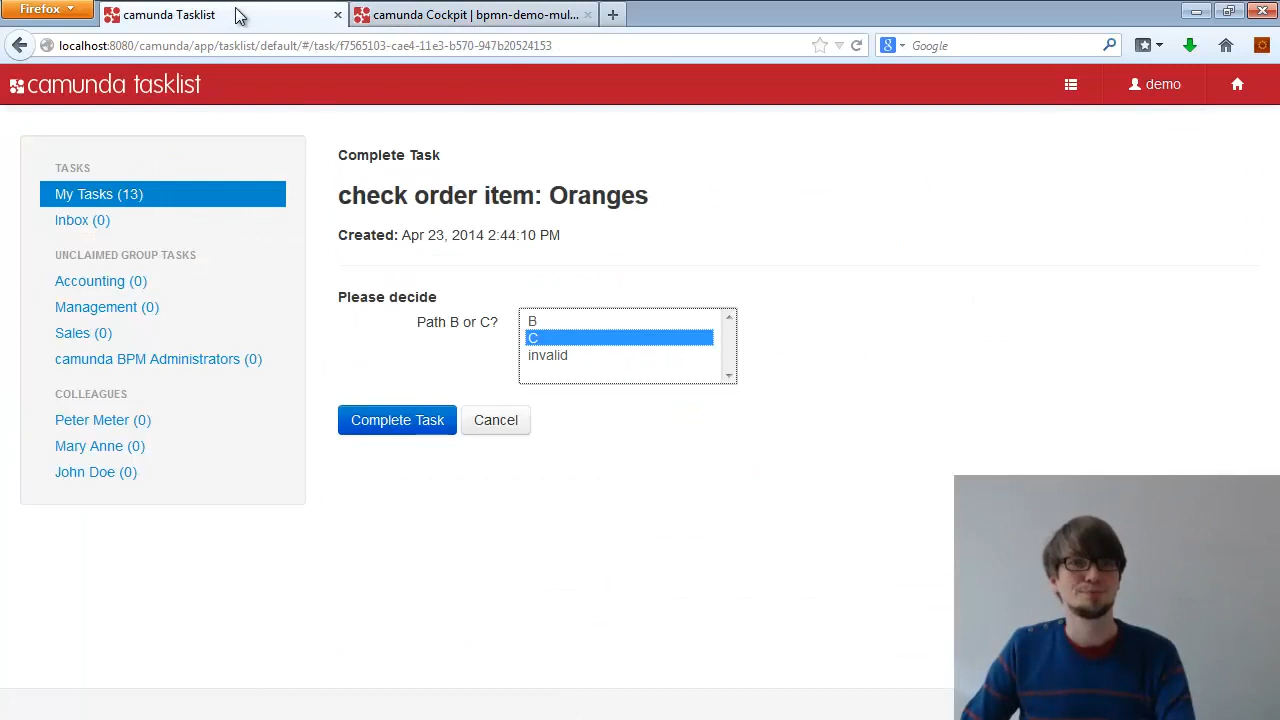 Firefox
camunda Tasklist
camunda Cockpit | bpmn-demo-mul...
localhost:8080/camunda/app/tasklist/default/#/task/f7565103-cae4-11e3-b570-947b20524153
Google
camunda tasklist
demo
TASKS
My Tasks (13)
Inbox (0)
UNCLAIMED GROUP TASKS
Accounting (0)
Management (0)
Sales (0)
camunda BPM Administrators (0)
COLLEAGUES
Peter Meter (0)
Mary Anne (0)
John Doe (0)
Complete Task
check order item: Oranges
Created: Apr 23, 2014 2:44:10 PM
Please decide
Path B or C?
B
C
invalid
Complete Task
Cancel